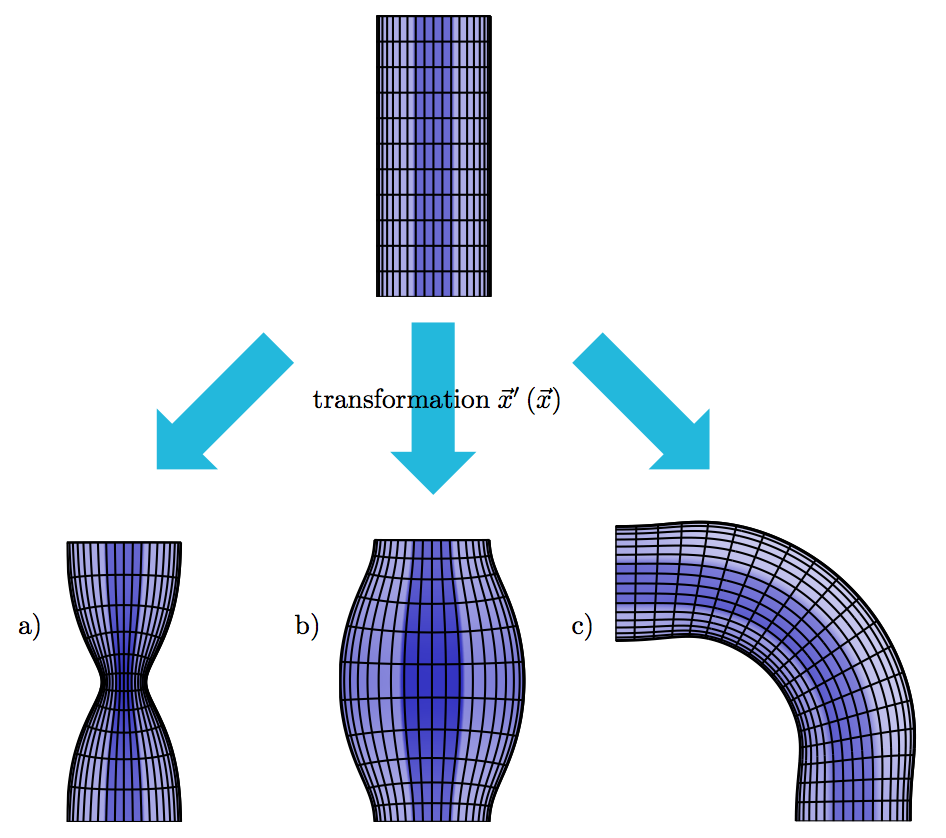 transformation x⃗′ (x⃗)
a)
b)
c)